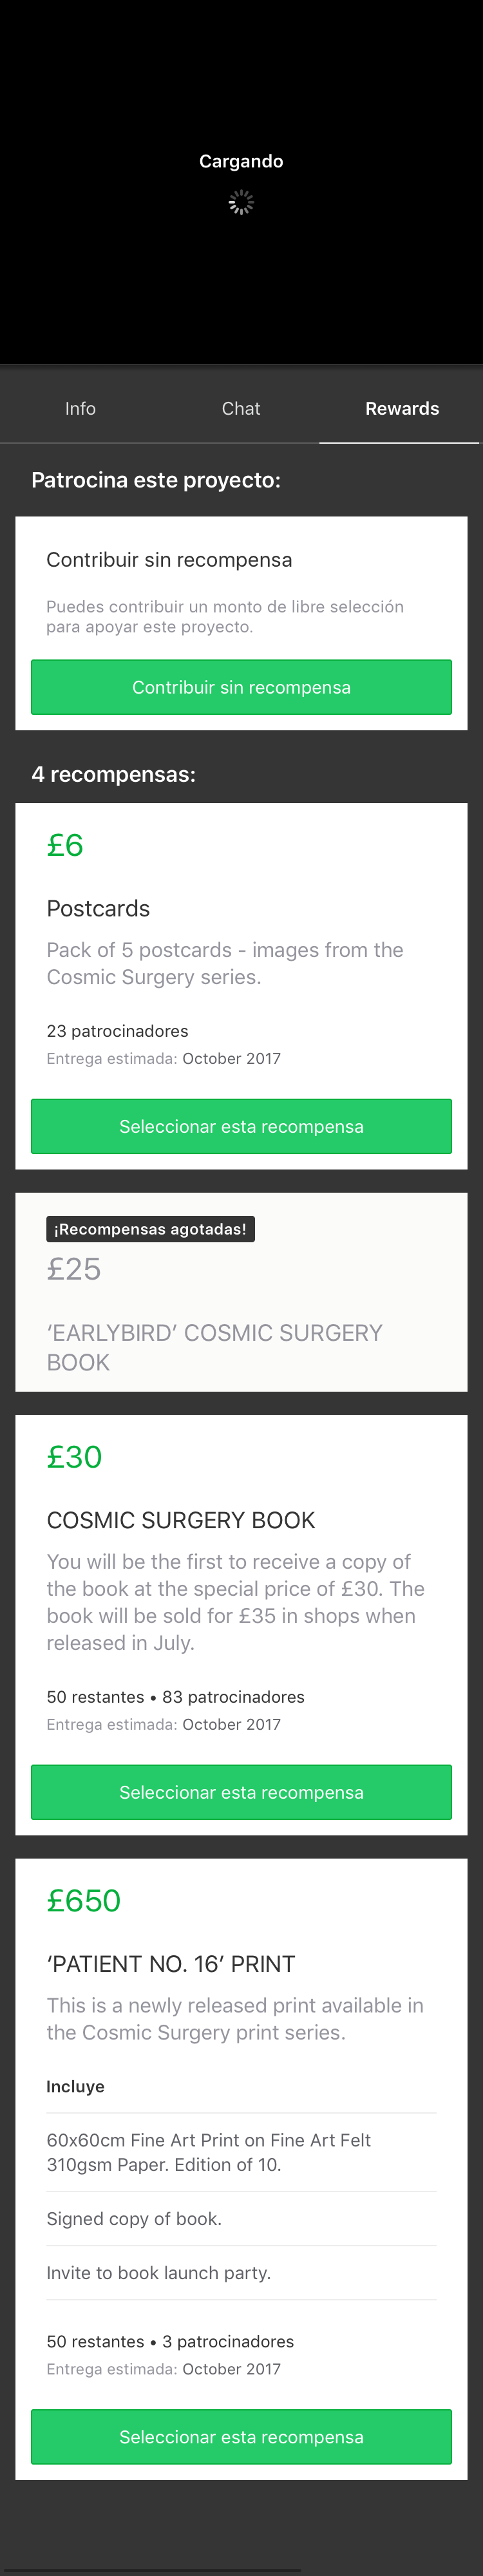 Cargando
Info
Chat
Rewards
Patrocina este proyecto:
Contribuir sin recompensa
Puedes contribuir un monto de libre selección
para apoyar este proyecto.
Contribuir sin recompensa
4 recompensas:
£6
Postcards
Pack of 5 postcards - images from the
Cosmic Surgery series.
23 patrocinadores
Entrega estimada: October 2017
Seleccionar esta recompensa
¡Recompensas agotadas!
£25
‘EARLYBIRD’ COSMIC SURGERY
BOOK
£30
COSMIC SURGERY BOOK
You will be the first to receive a copy of
the book at the special price of £30. The
book will be sold for £35 in shops when
released in July.
50 restantes • 83 patrocinadores
Entrega estimada: October 2017
Seleccionar esta recompensa
£650
‘PATIENT NO. 16’ PRINT
This is a newly released print available in
the Cosmic Surgery print series.
Incluye
60x60cm Fine Art Print on Fine Art Felt
310gsm Paper. Edition of 10.
Signed copy of book.
Invite to book launch party.
50 restantes • 3 patrocinadores
Entrega estimada: October 2017
Seleccionar esta recompensa